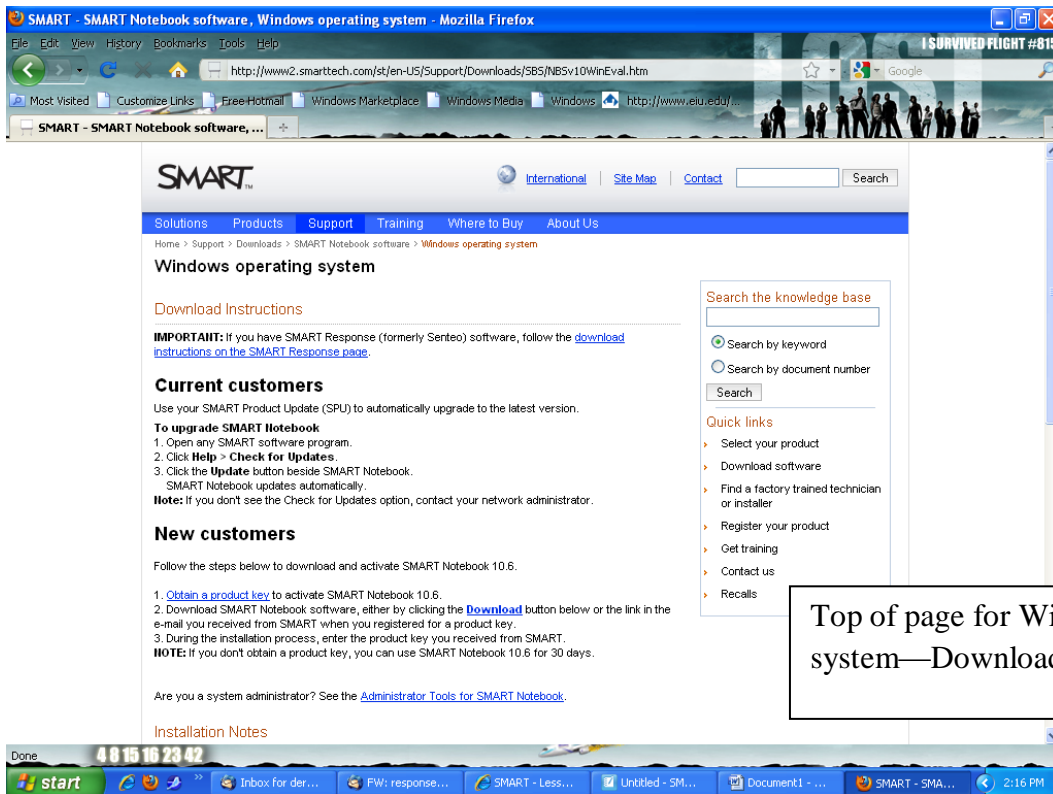 SMART - SMART Notebook software, Windows operating system - Mozilla Firefox
File Edit View History Bookmarks Tools Help
I SURVIVED FLIGHT #815
http://www2.smarttech.com/st/en-US/Support/Downloads/SBS/NBSv10WinEval.htm
Google
Most Visited Customize Links Free Hotmail Windows Marketplace Windows Media Windows http://www.eiu.edu/...
SMART - SMART Notebook software, ...
SMART™
International | Site Map | Contact
Search
Solutions Products Support Training Where to Buy About Us
Home > Support > Downloads > SMART Notebook software > Windows operating system
Windows operating system
Download Instructions
IMPORTANT: If you have SMART Response (formerly Senteo) software, follow the download
instructions on the SMART Response page.
Current customers
Use your SMART Product Update (SPU) to automatically upgrade to the latest version.
To upgrade SMART Notebook
1. Open any SMART software program.
2. Click Help > Check for Updates.
3. Click the Update button beside SMART Notebook.
SMART Notebook updates automatically.
Note: If you don't see the Check for Updates option, contact your network administrator.
New customers
Follow the steps below to download and activate SMART Notebook 10.6.
1. Obtain a product key to activate SMART Notebook 10.6.
2. Download SMART Notebook software, either by clicking the Download button below or the link in the
e-mail you received from SMART when you registered for a product key.
3. During the installation process, enter the product key you received from SMART.
NOTE: If you don't obtain a product key, you can use SMART Notebook 10.6 for 30 days.
Are you a system administrator? See the Administrator Tools for SMART Notebook.
Installation Notes
Search the knowledge base
Search by keyword
Search by document number
Search
Quick links
Select your product
Download software
Find a factory trained technician
or installer
Register your product
Get training
Contact us
Recalls
Top of page for Wi
system—Download
Done
4 8 15 16 23 42
start
Inbox for der...
FW: response...
SMART - Less...
Untitled - SM...
Document1 - ...
SMART - SMA...
2:16 PM